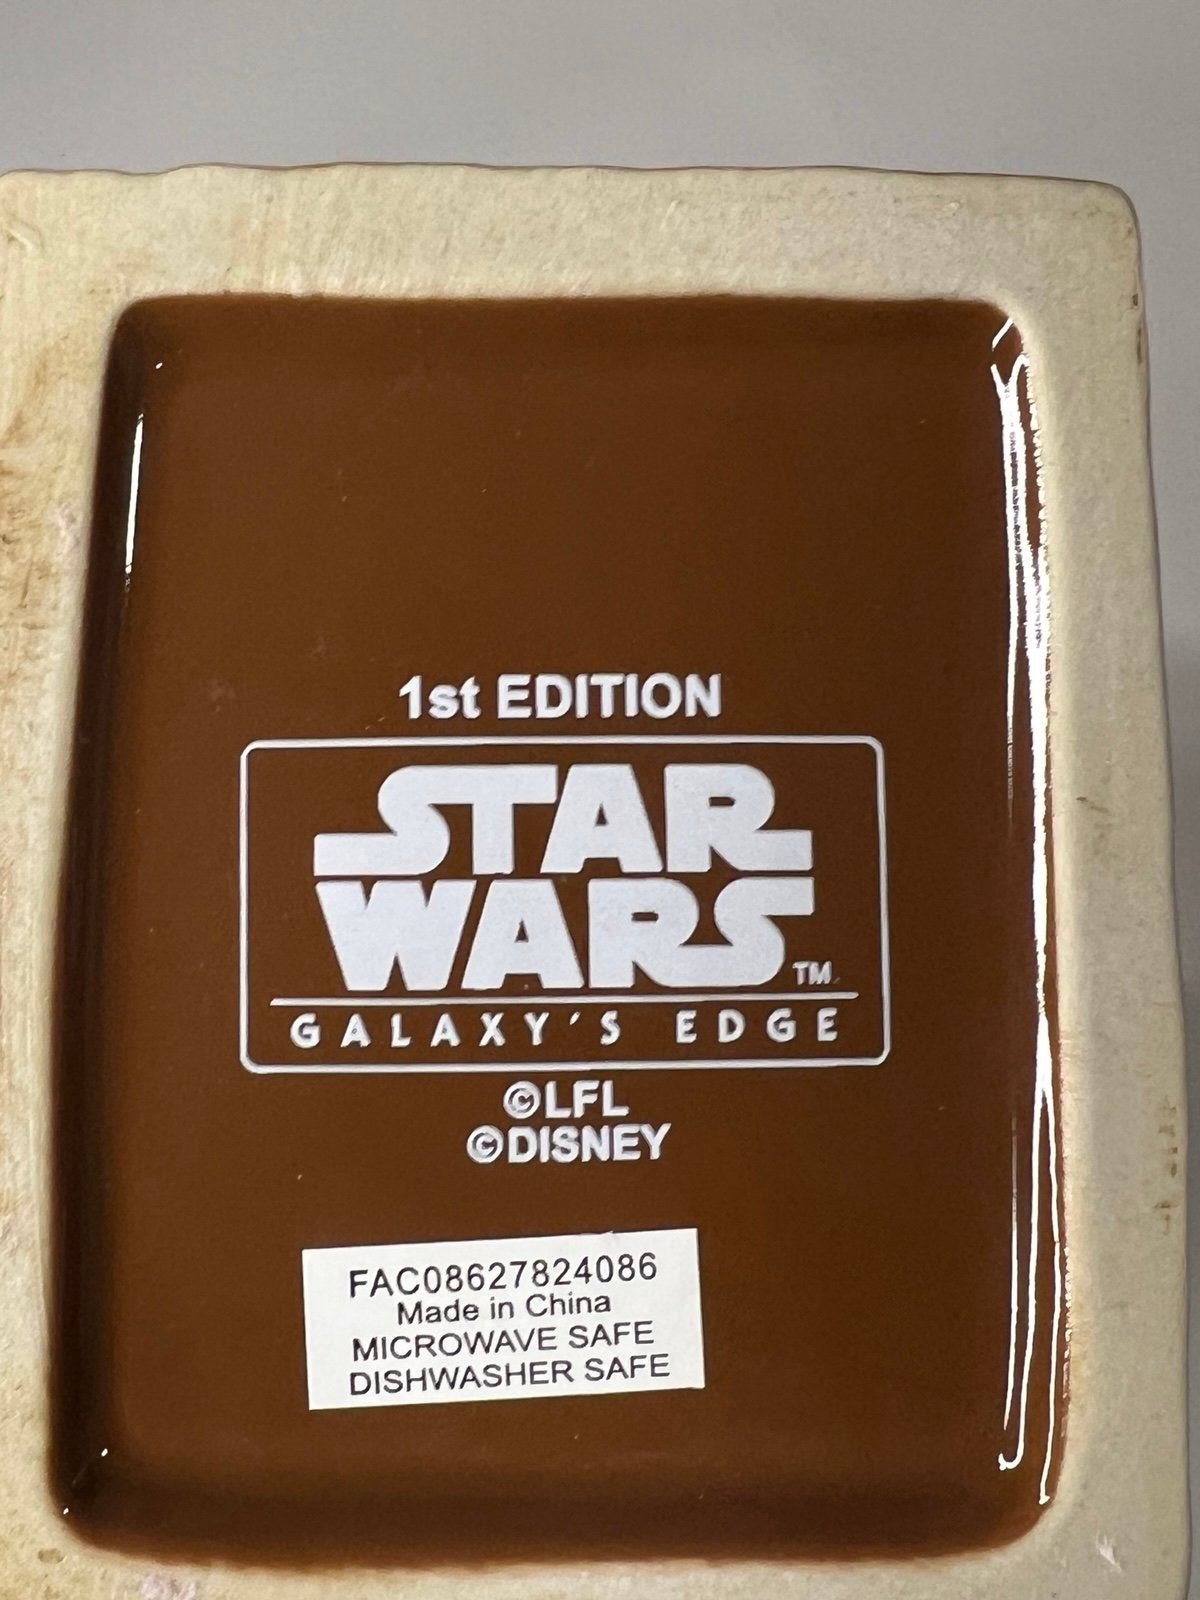 1st EDITION
STAR
WARS TM
GALAXY'S EDGE
©LFL
©DISNEY
FAC08627824086
Made in China
MICROWAVE SAFE
DISHWASHER SAFE